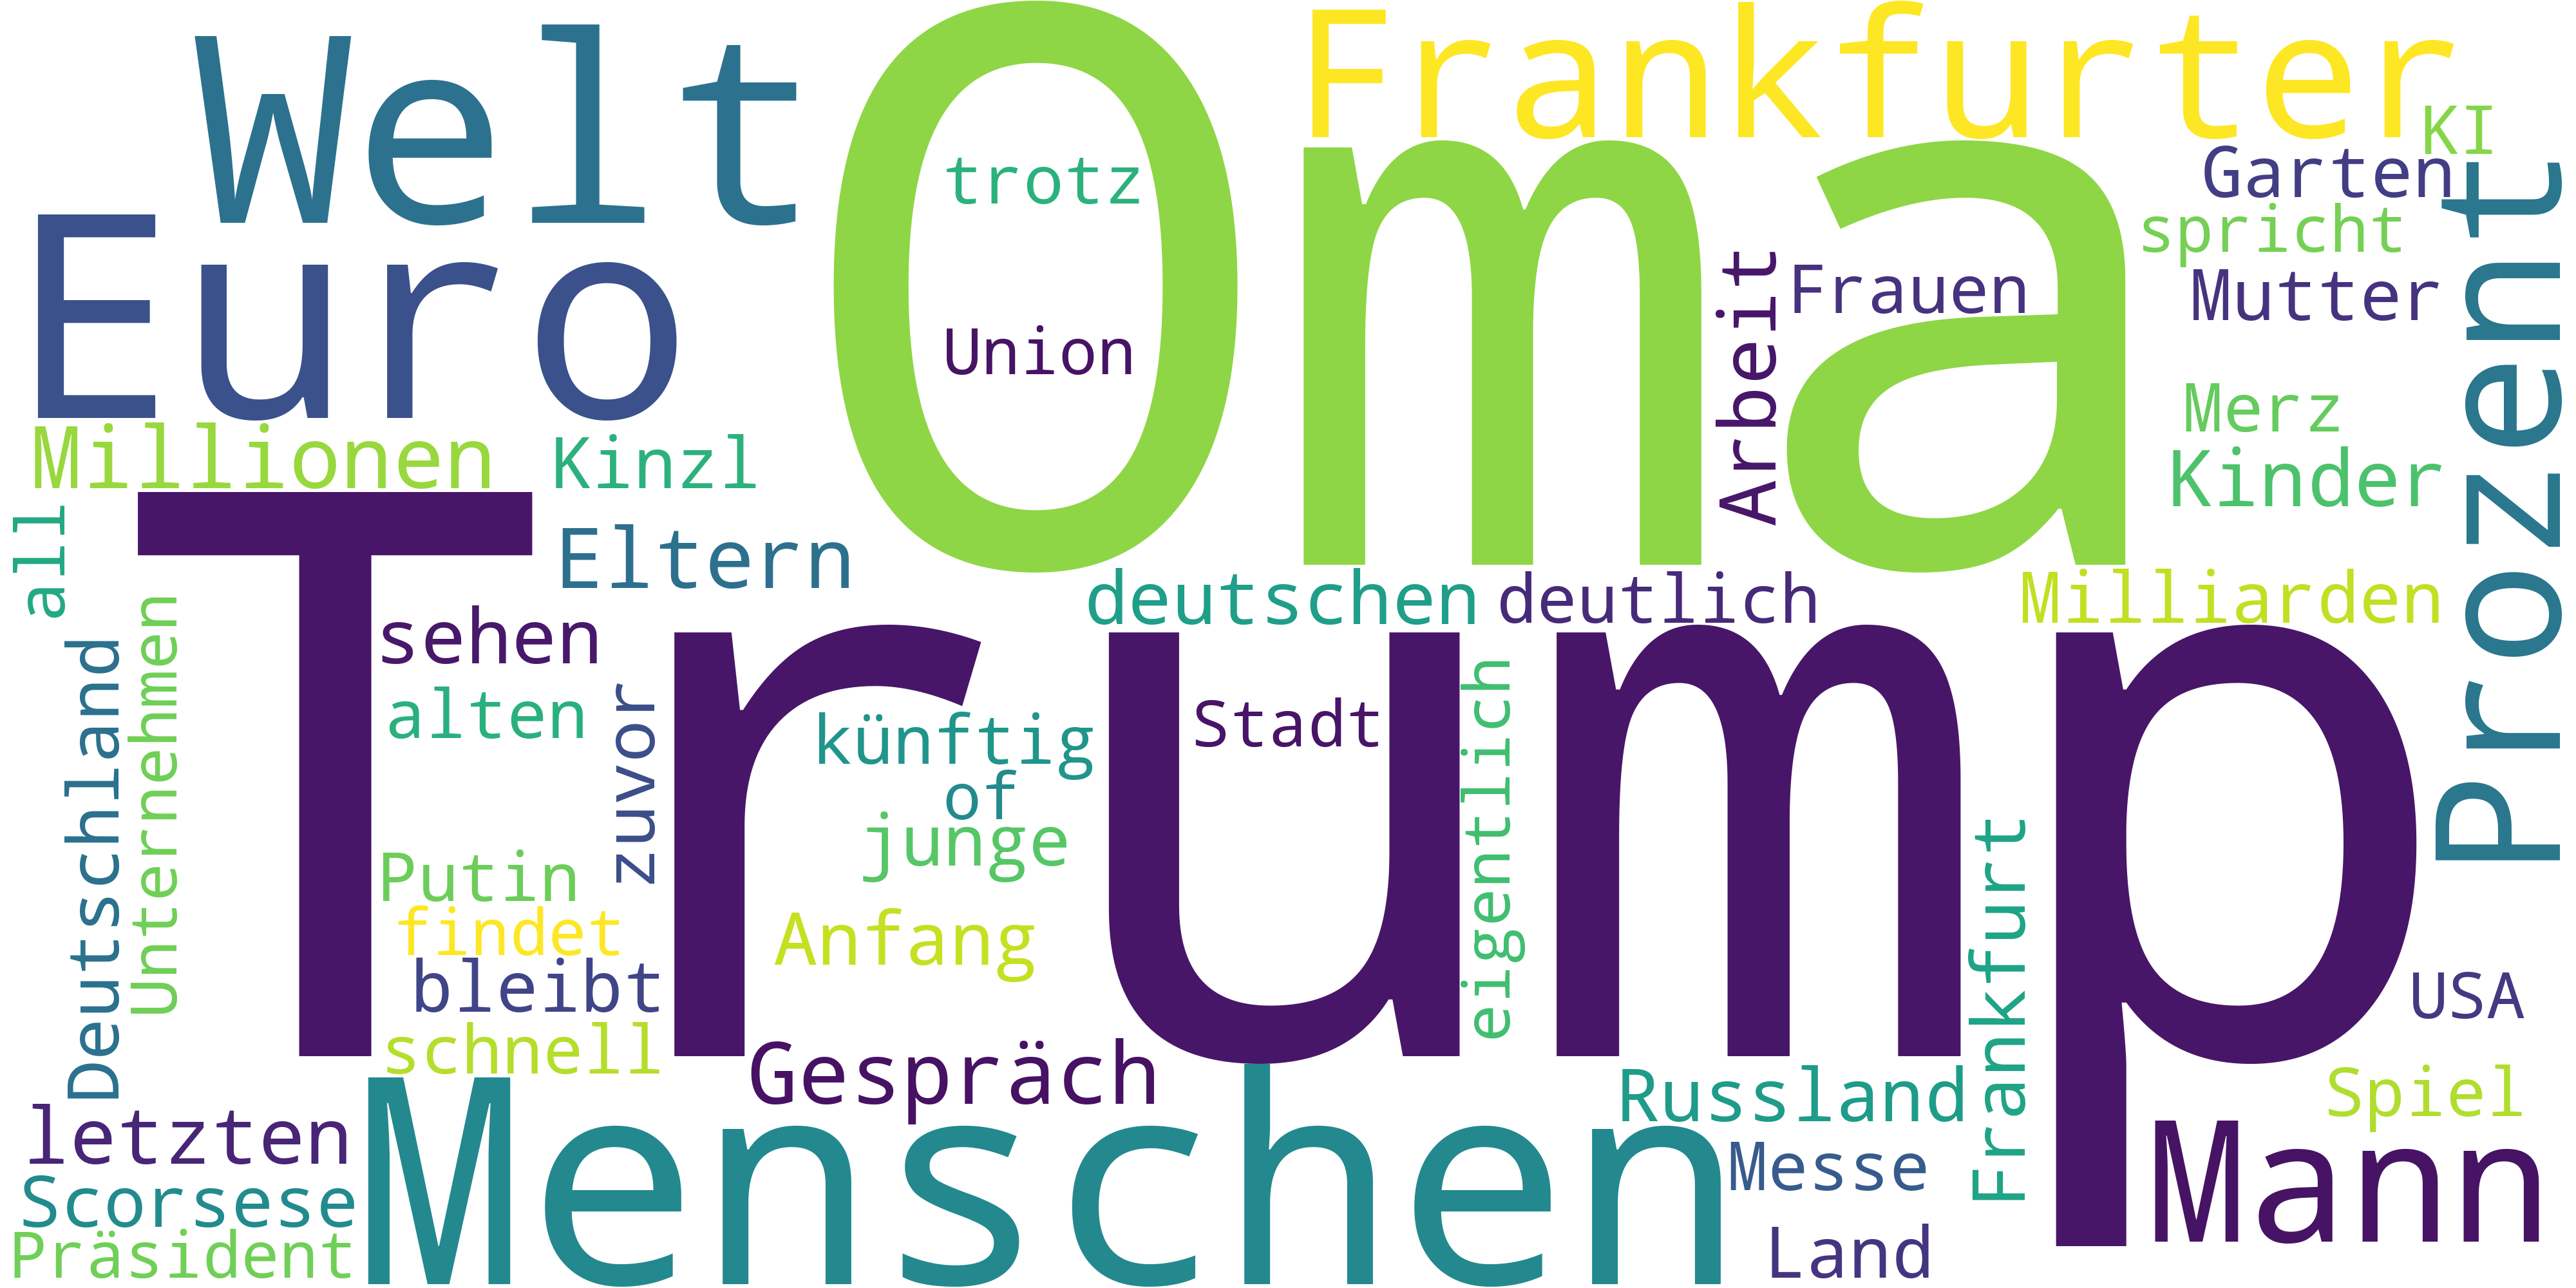 Welt
Oma
Frankfurter
KI
trotz
Garten
spricht
Euro
Union
Arbeit
Frauen
Mutter
Prozent
Merz
Millionen
Kinzl
Kinder
all
Eltern
deutschen
deutlich
Milliarden
Trump
sehen
Deutschland
Unternehmen
alten
zuvor
künftig
Stadt
eigentlich
of
junge
Putin
findet
Anfang
bleibt
Frankfurt
USA
schnell
Gespräch
Russland
Spiel
letzten
Menschen
Messe
Mann
Scorsese
Präsident
Land